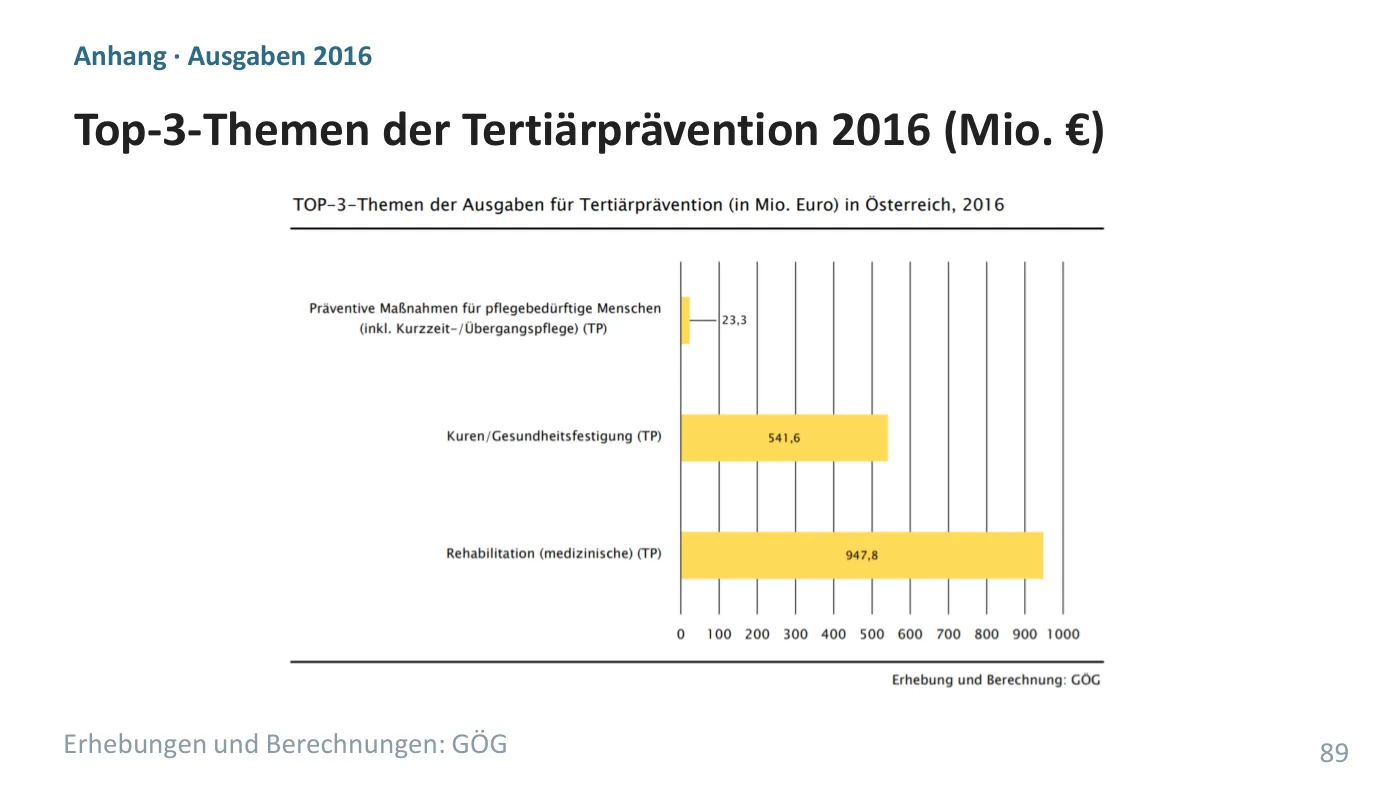 Anhang · Ausgaben 2016
Top-3-Themen der Tertiärprävention 2016 (Mio. €)
TOP-3-Themen der Ausgaben für Tertiärprävention (in Mio. Euro) in Österreich, 2016
Präventive Maßnahmen für pflegebedürftige Menschen
(inkl. Kurzzeit-/Übergangspflege) (TP)
23,3
Kuren/Gesundheitsfestigung (TP)
541,6
Rehabilitation (medizinische) (TP)
947,8
0 100 200 300 400 500 600 700 800 900 1000
Erhebung und Berechnung: GÖG
Erhebungen und Berechnungen: GÖG
89